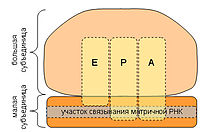 большая
субъединица
E P A
малая
субъединица
участок связывания матричной РНК